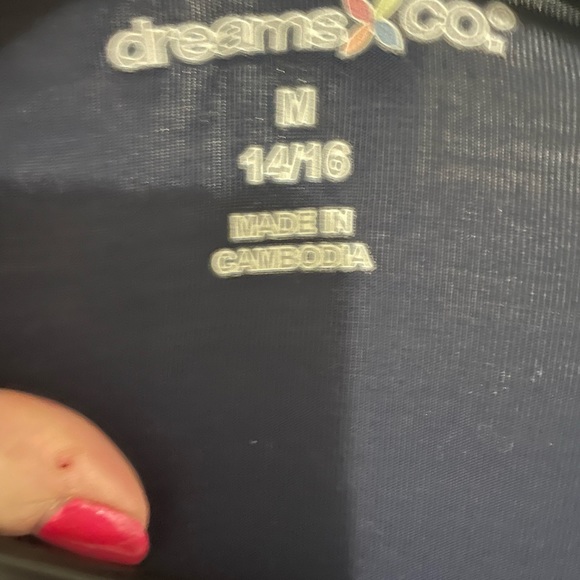 dreams & CO.
M
14/16
MADE IN
CAMBODIA